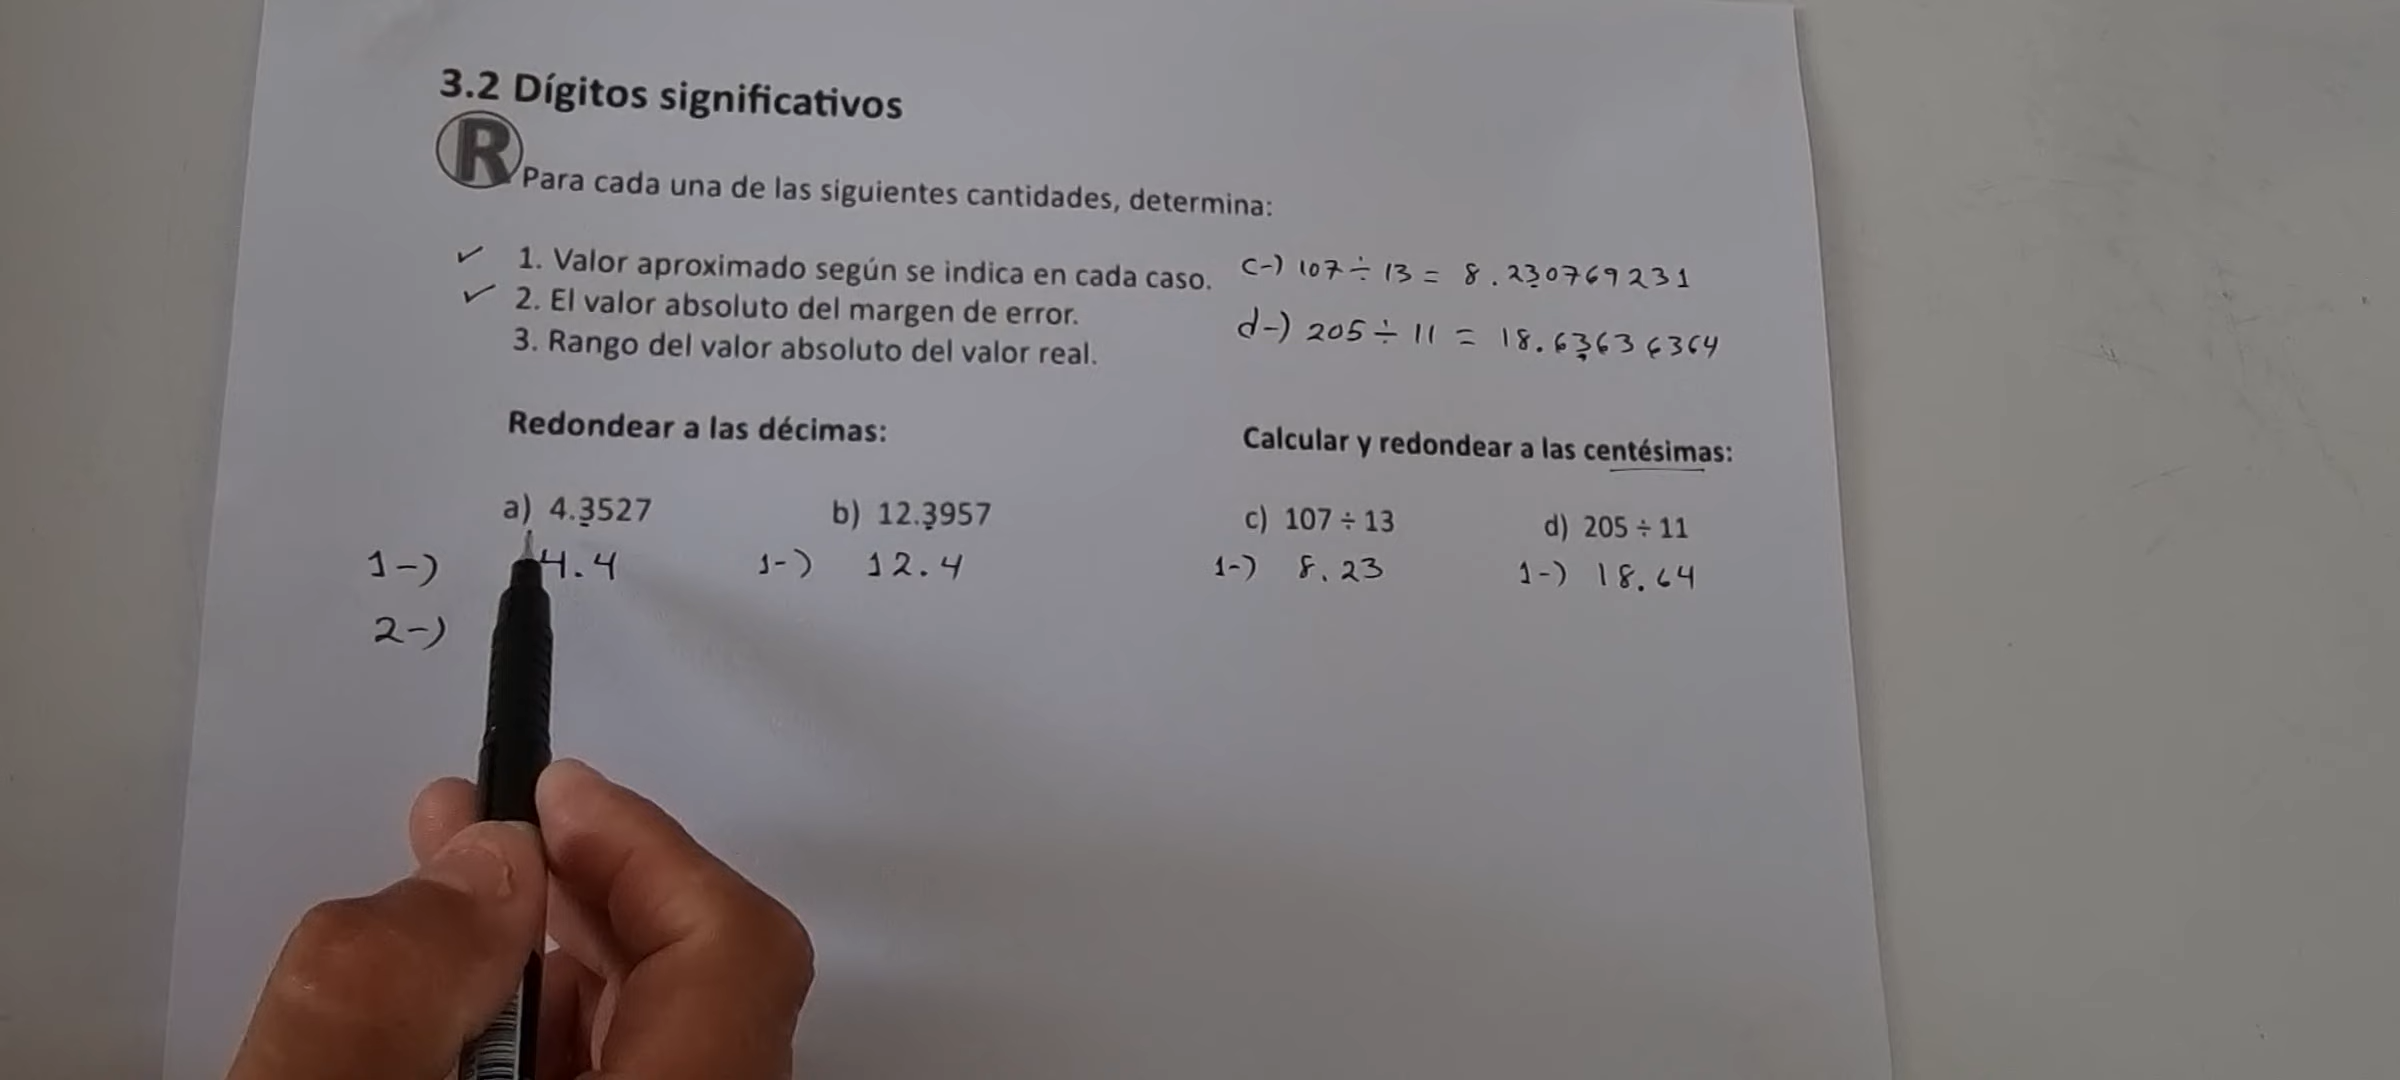 3.2 Dígitos significativos
R
Para cada una de las siguientes cantidades, determina:
✓ 1. Valor aproximado según se indica en cada caso.
✓ 2. El valor absoluto del margen de error.
3. Rango del valor absoluto del valor real.
c-) 107 ÷ 13 = 8.230769231
d-) 205 ÷ 11 = 18.63636364
Redondear a las décimas:
a) 4.3527 b) 12.3957
1-) 4.4 1-) 12.4
2-)
Calcular y redondear a las centésimas:
c) 107 ÷ 13 d) 205 ÷ 11
1-) 8.23 1-) 18.64